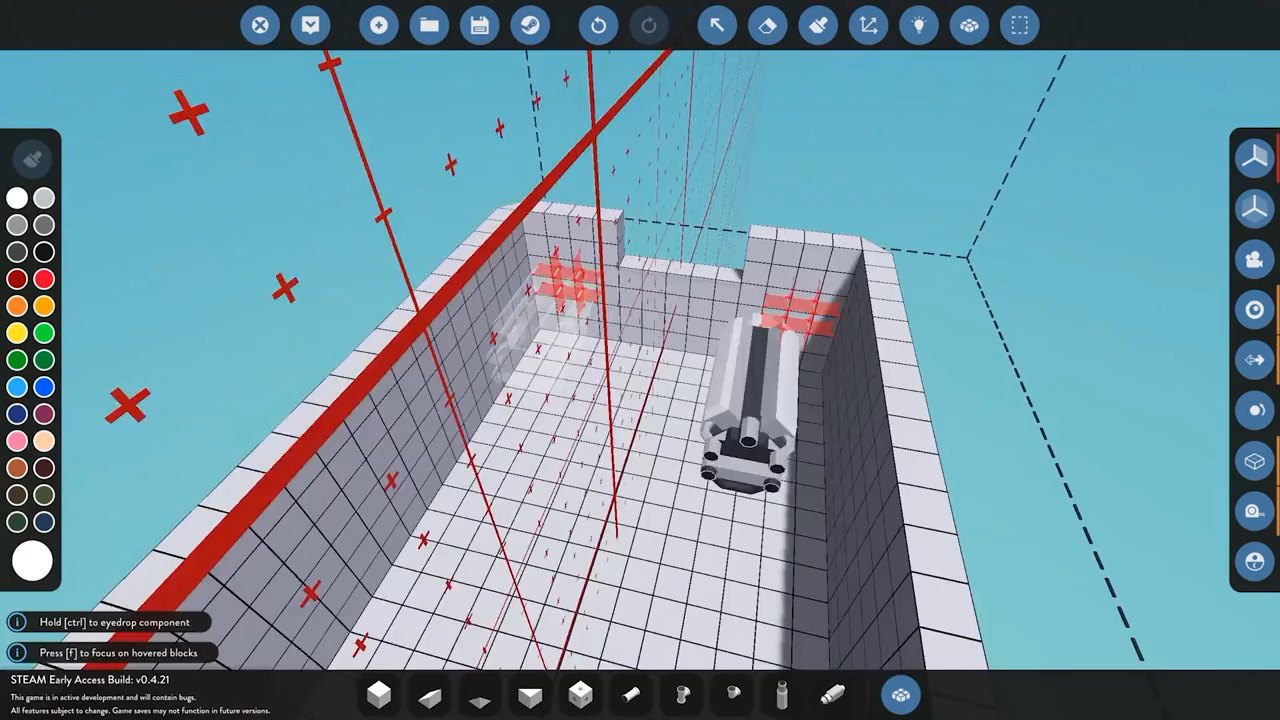 Hold [ctrl] to eyedrop component
Press [f] to focus on hovered blocks
STEAM Early Access Build: v0.4.21
This game is in active development and will contain bugs.
All features subject to change. Game saves may not function in future versions.